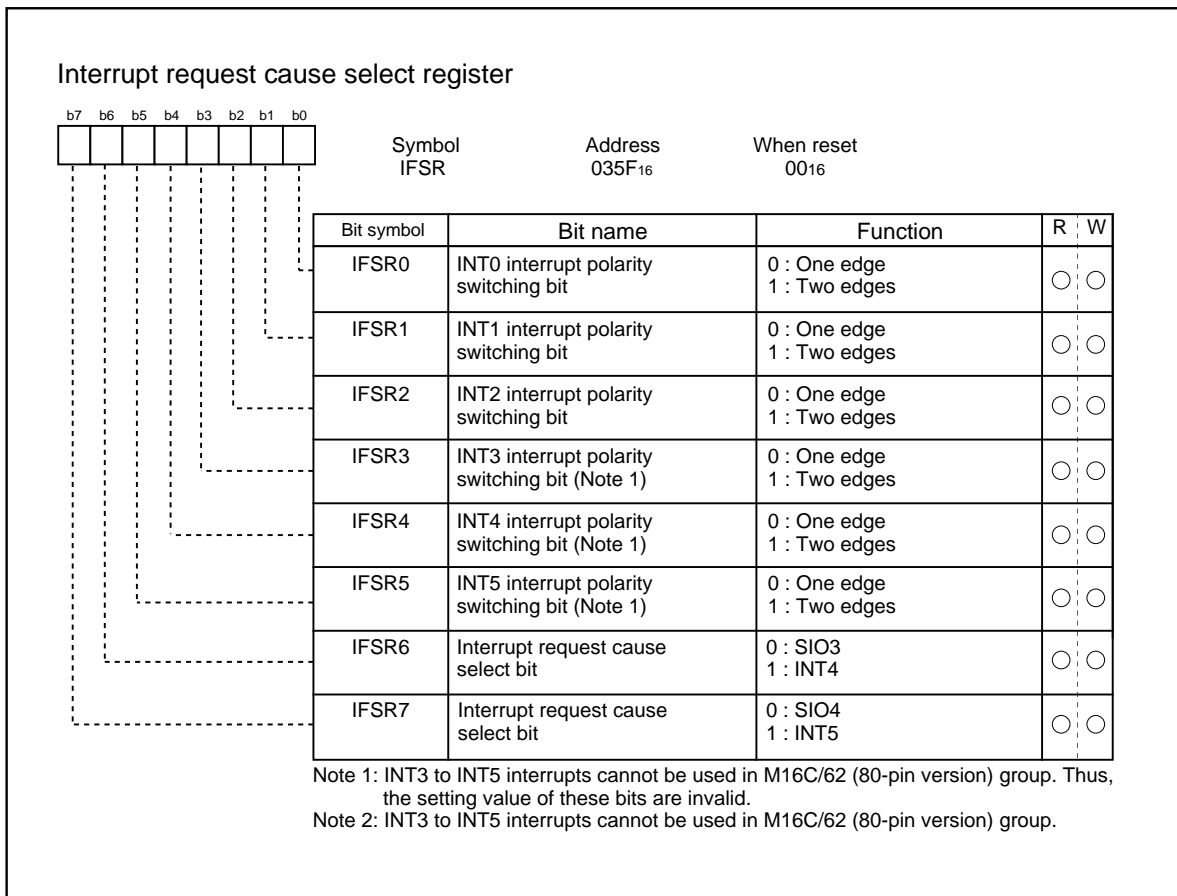 Interrupt request cause select register
b7 b6 b5 b4 b3 b2 b1 b0
Symbol Address When reset
IFSR 035F16 0016
Bit symbol Bit name Function R W
IFSR0 INT0 interrupt polarity 0 : One edge
switching bit 1 : Two edges
IFSR1 INT1 interrupt polarity 0 : One edge
switching bit 1 : Two edges
IFSR2 INT2 interrupt polarity 0 : One edge
switching bit 1 : Two edges
IFSR3 INT3 interrupt polarity 0 : One edge
switching bit (Note 1) 1 : Two edges
IFSR4 INT4 interrupt polarity 0 : One edge
switching bit (Note 1) 1 : Two edges
IFSR5 INT5 interrupt polarity 0 : One edge
switching bit (Note 1) 1 : Two edges
IFSR6 Interrupt request cause 0 : SIO3
select bit 1 : INT4
IFSR7 Interrupt request cause 0 : SIO4
select bit 1 : INT5
Note 1: INT3 to INT5 interrupts cannot be used in M16C/62 (80-pin version) group. Thus,
the setting value of these bits are invalid.
Note 2: INT3 to INT5 interrupts cannot be used in M16C/62 (80-pin version) group.